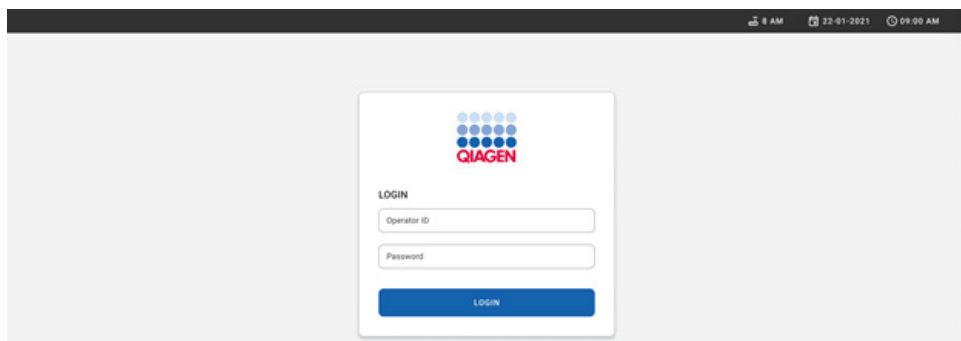 8 AM 22-01-2021 09:00 AM
QIAGEN
LOGIN
Operator ID
Password
LOGIN